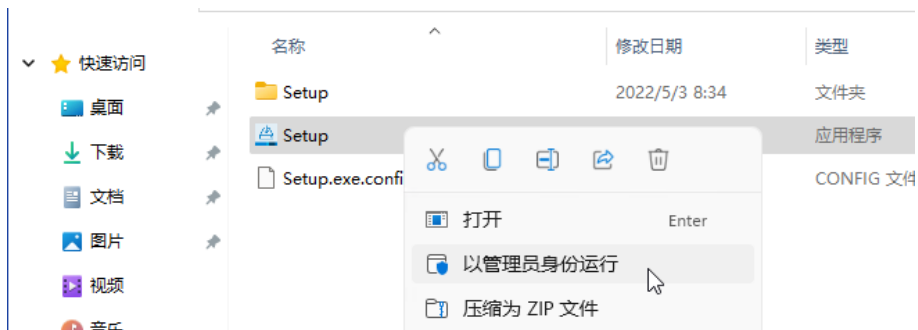 名称 修改日期 类型
快速访问
Setup 2022/5/3 8:34 文件夹
桌面
Setup 应用程序
下载
Setup.exe.confi CONFIG 文件
文档
打开 Enter
图片
以管理员身份运行
视频
压缩为 ZIP 文件
音乐